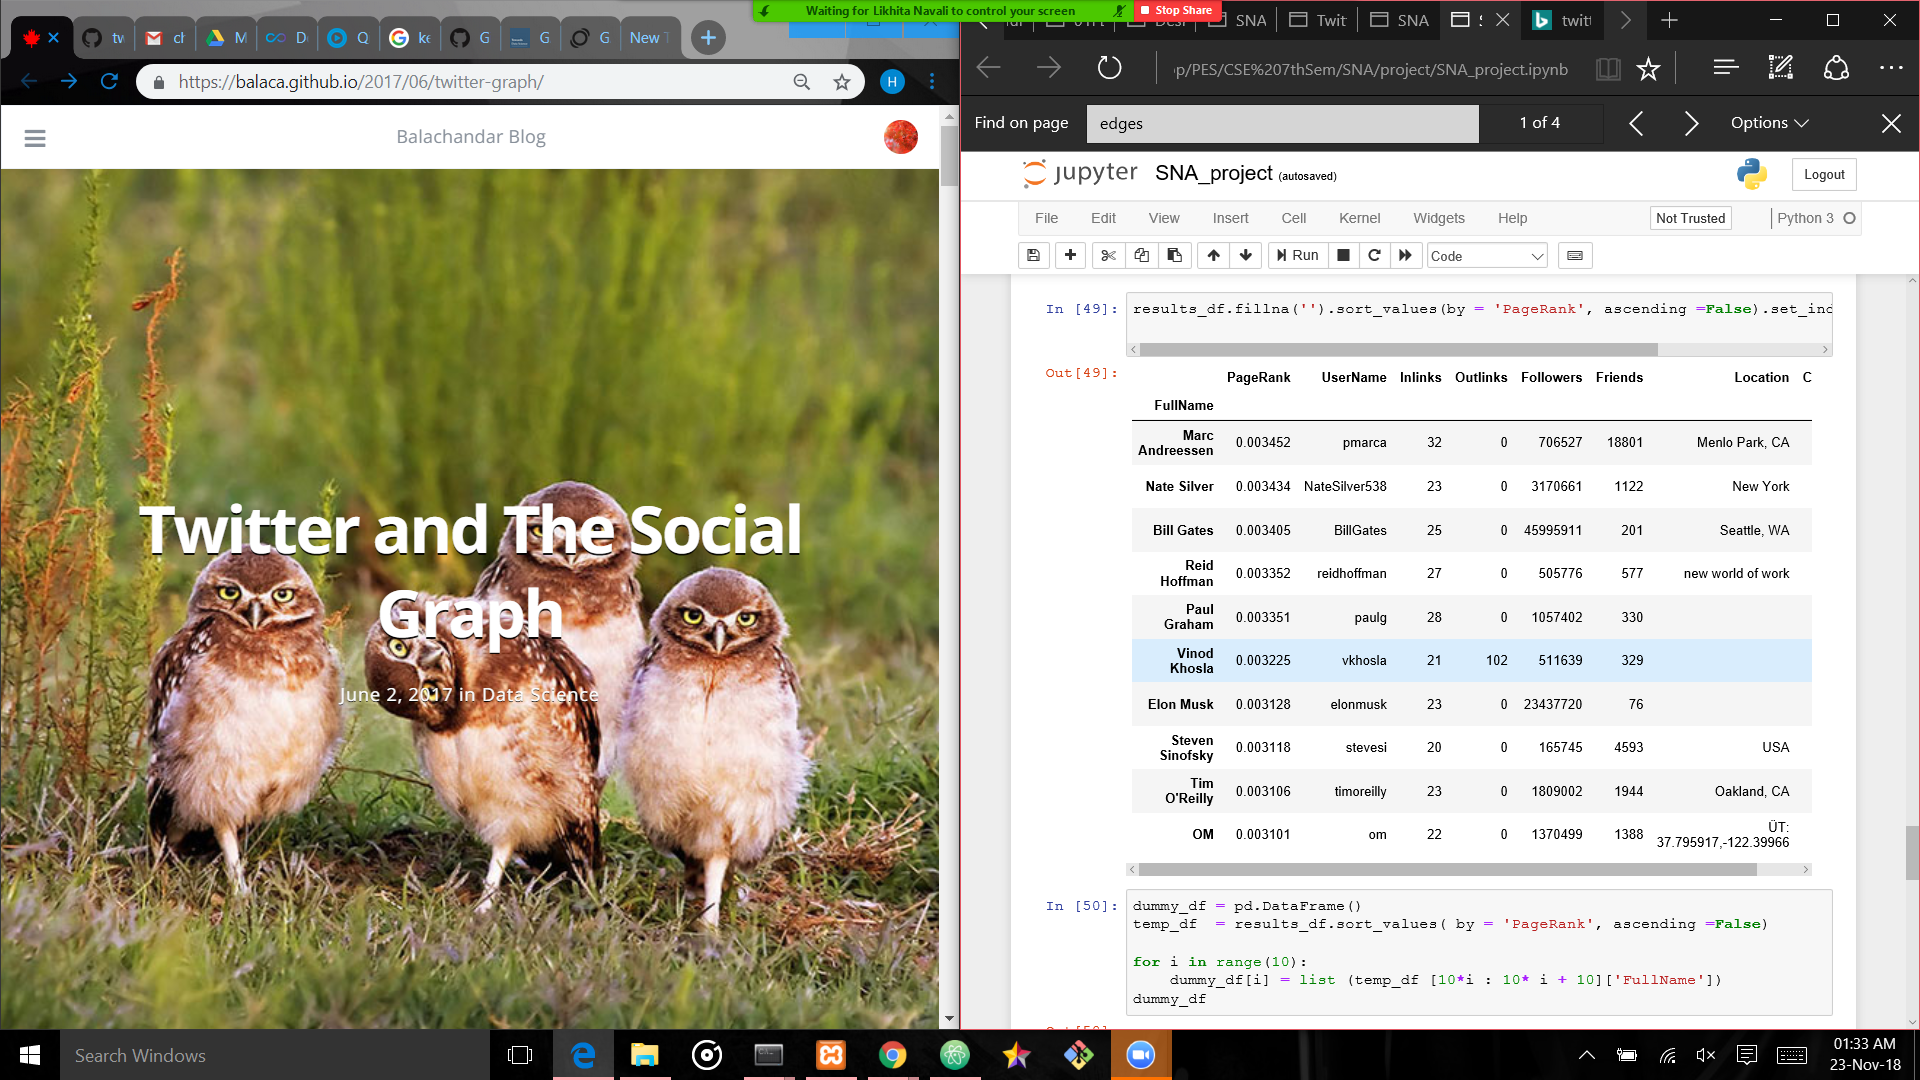 Waiting for Likhita Navali to control your screen
Stop Share
New T
https://balaca.github.io/2017/06/twitter-graph/
H
Balachandar Blog
Twitter and The Social
Graph
June 2, 2017 in Data Science
SNA
Twit
SNA
twitt
p/PES/CSE%207thSem/SNA/project/SNA_project.ipynb
Find on page
edges
1 of 4
Options
jupyter SNA_project (autosaved)
Logout
File Edit View Insert Cell Kernel Widgets Help
Not Trusted
Python 3
Run
Code
In [49]:
results_df.fillna('').sort_values(by = 'PageRank', ascending =False).set_ind
Out[49]:
PageRank UserName Inlinks Outlinks Followers Friends Location C
FullName
Marc Andreessen 0.003452 pmarca 32 0 706527 18801 Menlo Park, CA
Nate Silver 0.003434 NateSilver538 23 0 3170661 1122 New York
Bill Gates 0.003405 BillGates 25 0 45995911 201 Seattle, WA
Reid Hoffman 0.003352 reidhoffman 27 0 505776 577 new world of work
Paul Graham 0.003351 paulg 28 0 1057402 330
Vinod Khosla 0.003225 vkhosla 21 102 511639 329
Elon Musk 0.003128 elonmusk 23 0 23437720 76
Steven Sinofsky 0.003118 stevesi 20 0 165745 4593 USA
Tim O'Reilly 0.003106 timoreilly 23 0 1809002 1944 Oakland, CA
OM 0.003101 om 22 0 1370499 1388 ÜT: 37.795917,-122.39966
In [50]:
dummy_df = pd.DataFrame()
temp_df = results_df.sort_values( by = 'PageRank', ascending =False)
for i in range(10):
dummy_df[i] = list (temp_df [10*i : 10* i + 10]['FullName'])
dummy_df
Search Windows
01:33 AM
23-Nov-18